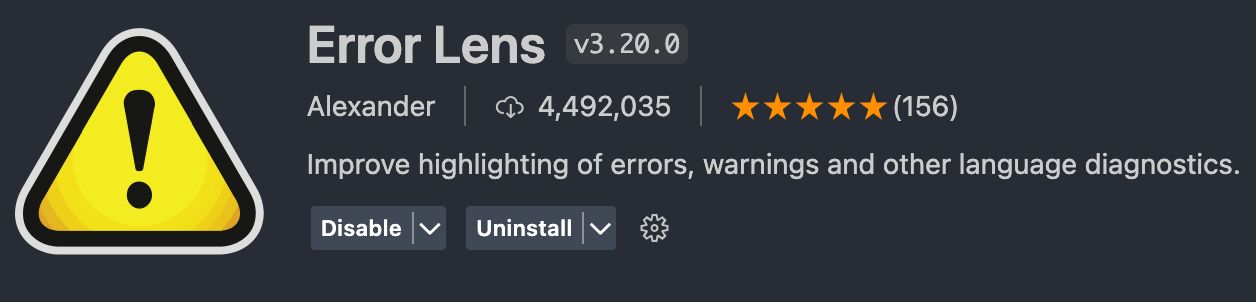 Error Lens v3.20.0
Alexander 4,492,035 (156)
Improve highlighting of errors, warnings and other language diagnostics.
Disable Uninstall